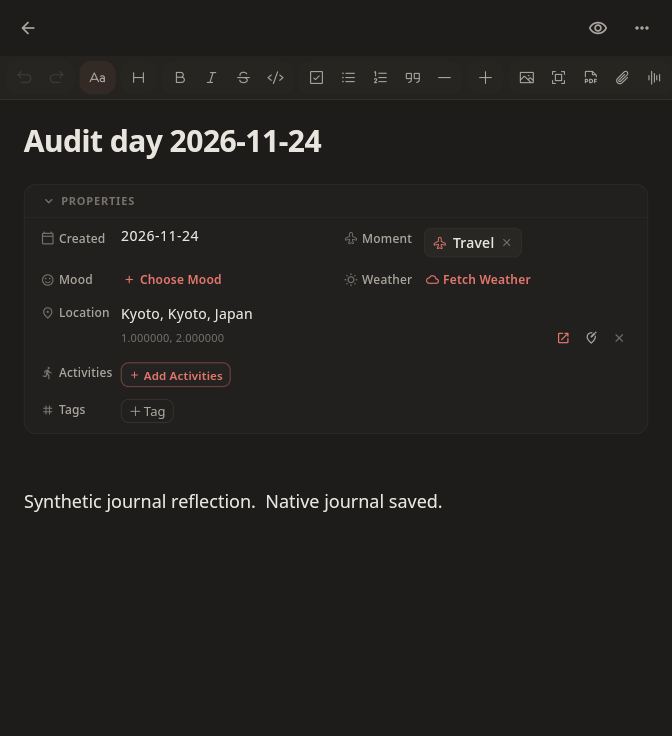 Aa H B I S </>
Audit day 2026-11-24
PROPERTIES
Created 2026-11-24 Moment Travel
Mood + Choose Mood Weather Fetch Weather
Location Kyoto, Kyoto, Japan
1.000000, 2.000000
Activities + Add Activities
Tags + Tag
Synthetic journal reflection.  Native journal saved.